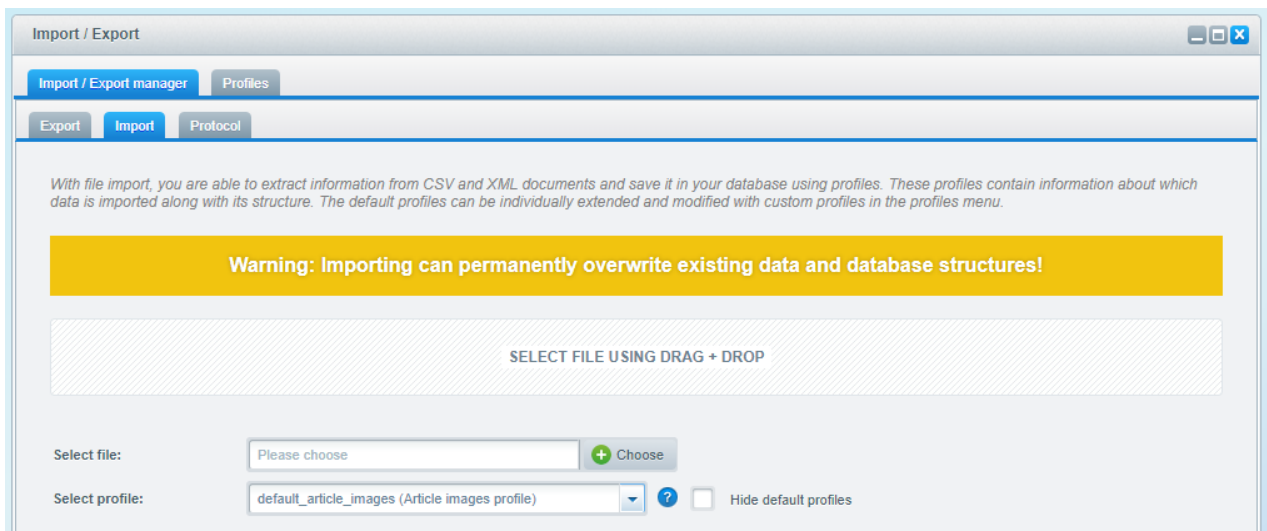 Import / Export
Import / Export manager Profiles
Export Import Protocol
With file import, you are able to extract information from CSV and XML documents and save it in your database using profiles. These profiles contain information about which
data is imported along with its structure. The default profiles can be individually extended and modified with custom profiles in the profiles menu.
Warning: Importing can permanently overwrite existing data and database structures!
SELECT FILE USING DRAG + DROP
Select file: Please choose Choose
Select profile: default_article_images (Article images profile) ? Hide default profiles